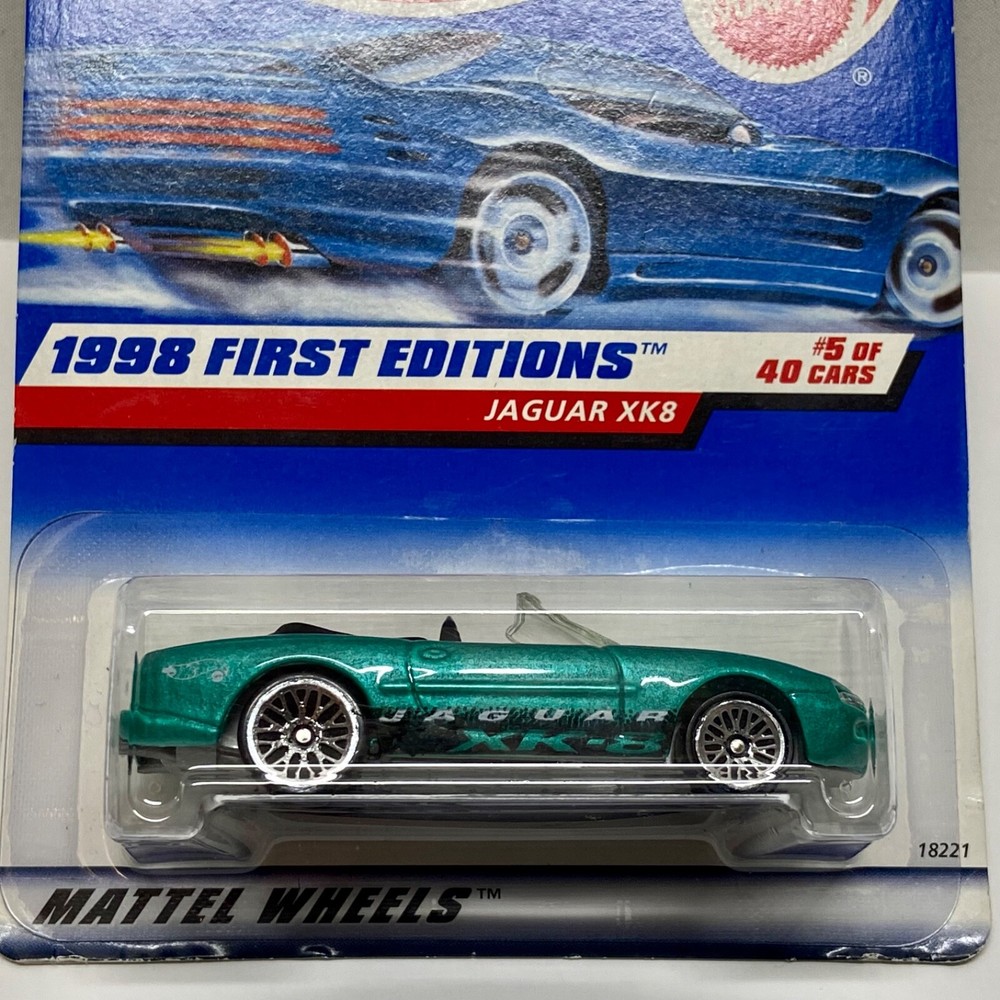 ®
1998 FIRST EDITIONS™
#5 OF
40 CARS
JAGUAR XK8
JAGUAR
XK-8
18221
MATTEL WHEELS™